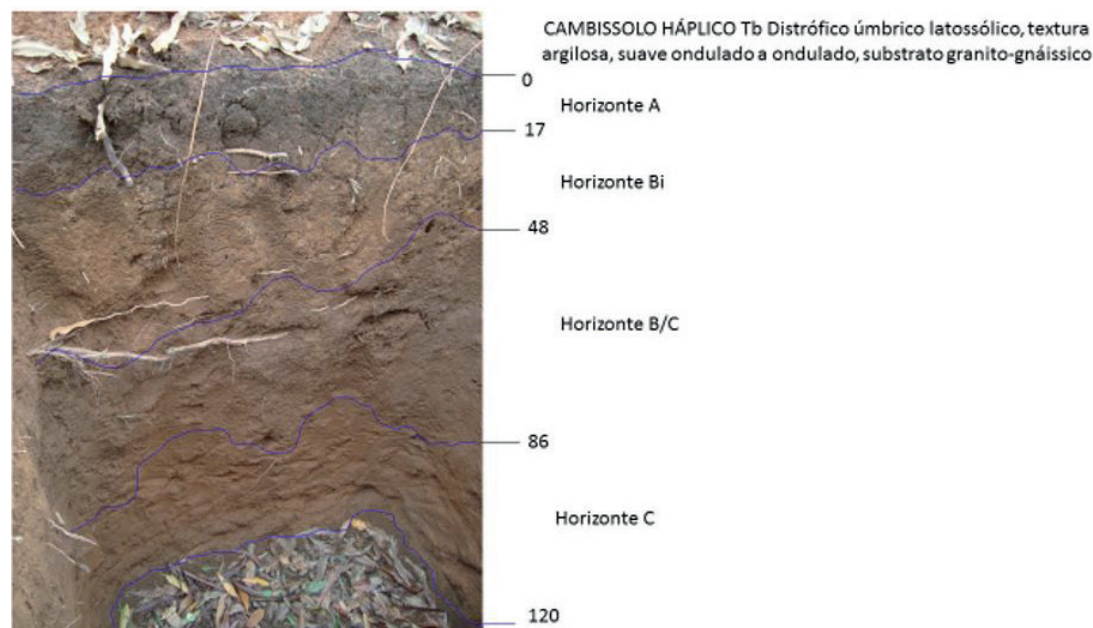 CAMBISSOLO HÁPLICO Tb Distrófico úmbrico latossólico, textura
argilosa, suave ondulado a ondulado, substrato granito-gnáissico
0
Horizonte A
17
Horizonte Bi
48
Horizonte B/C
86
Horizonte C
120